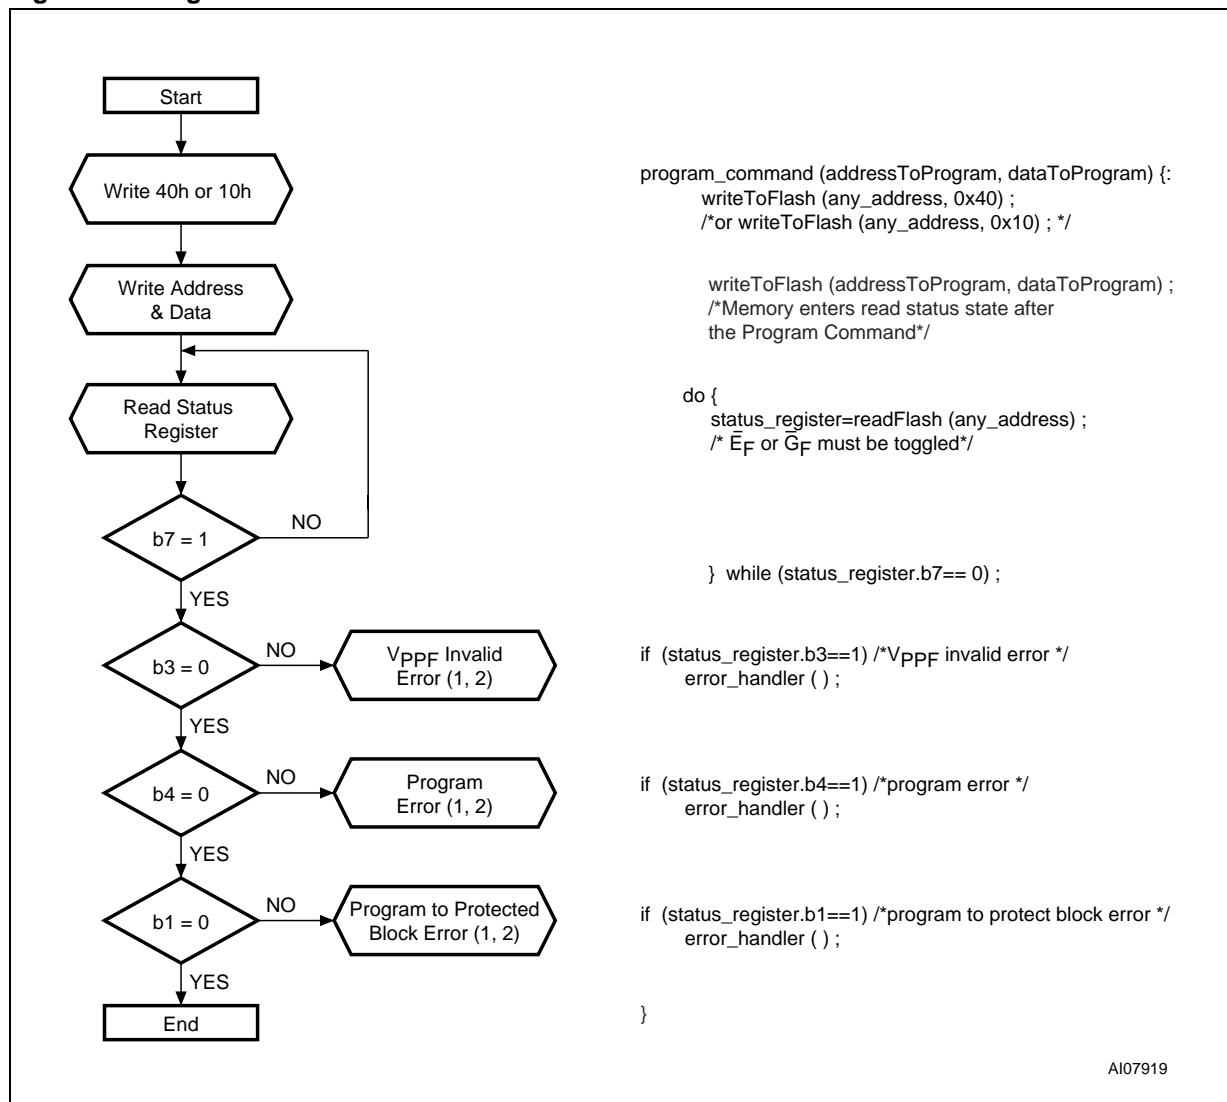 Start
Write 40h or 10h
Write Address
& Data
Read Status
Register
b7 = 1
NO
YES
b3 = 0
NO
VPPF Invalid
Error (1, 2)
YES
b4 = 0
NO
Program
Error (1, 2)
YES
b1 = 0
NO
Program to Protected
Block Error (1, 2)
YES
End
program_command (addressToProgram, dataToProgram) {:
writeToFlash (any_address, 0x40) ;
/*or writeToFlash (any_address, 0x10) ; */
writeToFlash (addressToProgram, dataToProgram) ;
/*Memory enters read status state after
the Program Command*/
do {
status_register=readFlash (any_address) ;
/* E̅F or G̅F must be toggled*/
} while (status_register.b7== 0) ;
if (status_register.b3==1) /*VPPF invalid error */
error_handler ( ) ;
if (status_register.b4==1) /*program error */
error_handler ( ) ;
if (status_register.b1==1) /*program to protect block error */
error_handler ( ) ;
}
AI07919